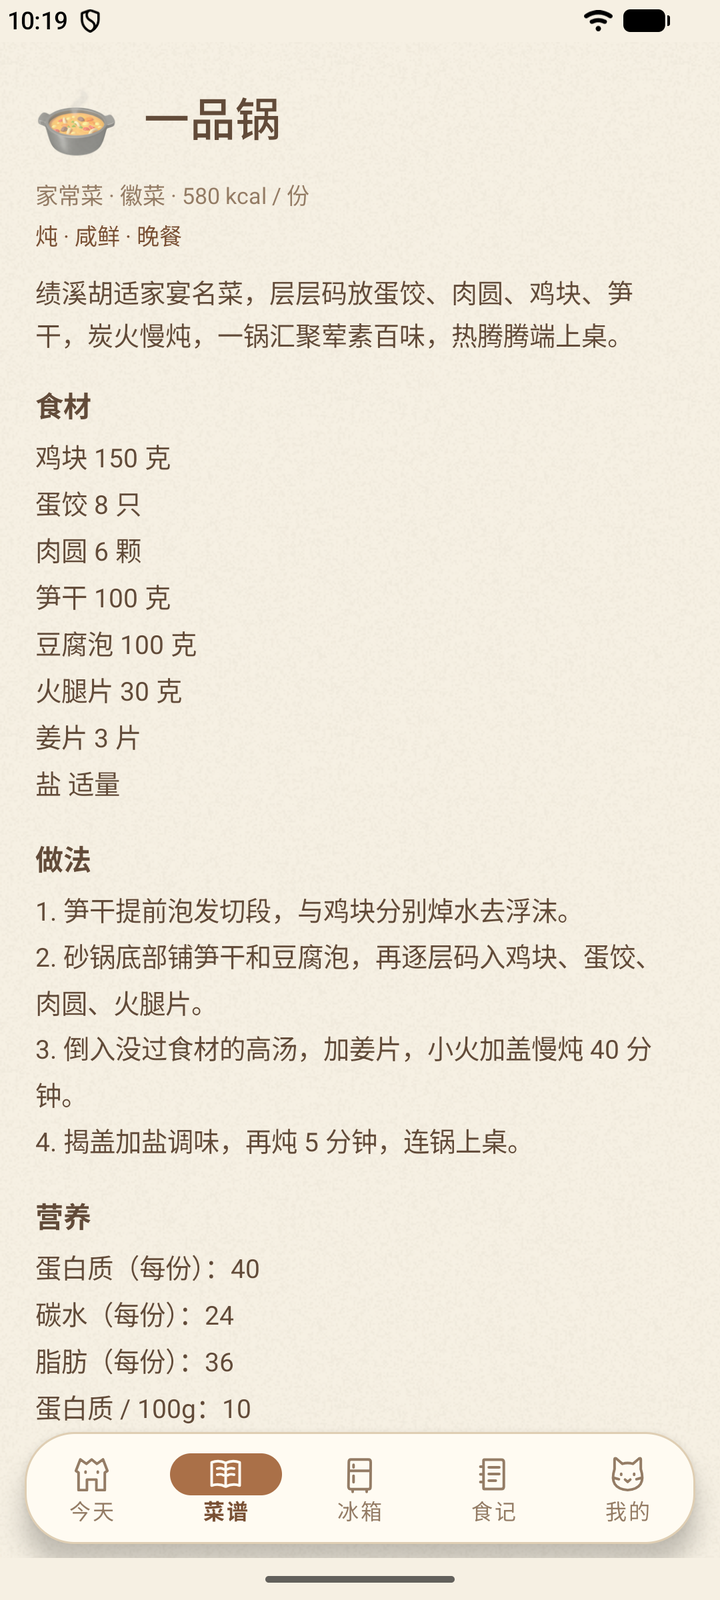 10:19
一品锅
家常菜 · 徽菜 · 580 kcal / 份
炖 · 咸鲜 · 晚餐
绩溪胡适家宴名菜，层层码放蛋饺、肉圆、鸡块、笋
干，炭火慢炖，一锅汇聚荤素百味，热腾腾端上桌。
食材
鸡块 150 克
蛋饺 8 只
肉圆 6 颗
笋干 100 克
豆腐泡 100 克
火腿片 30 克
姜片 3 片
盐 适量
做法
1. 笋干提前泡发切段，与鸡块分别焯水去浮沫。
2. 砂锅底部铺笋干和豆腐泡，再逐层码入鸡块、蛋饺、
肉圆、火腿片。
3. 倒入没过食材的高汤，加姜片，小火加盖慢炖 40 分
钟。
4. 揭盖加盐调味，再炖 5 分钟，连锅上桌。
营养
蛋白质（每份）：40
碳水（每份）：24
脂肪（每份）：36
蛋白质 / 100g：10
今天 菜谱 冰箱 食记 我的